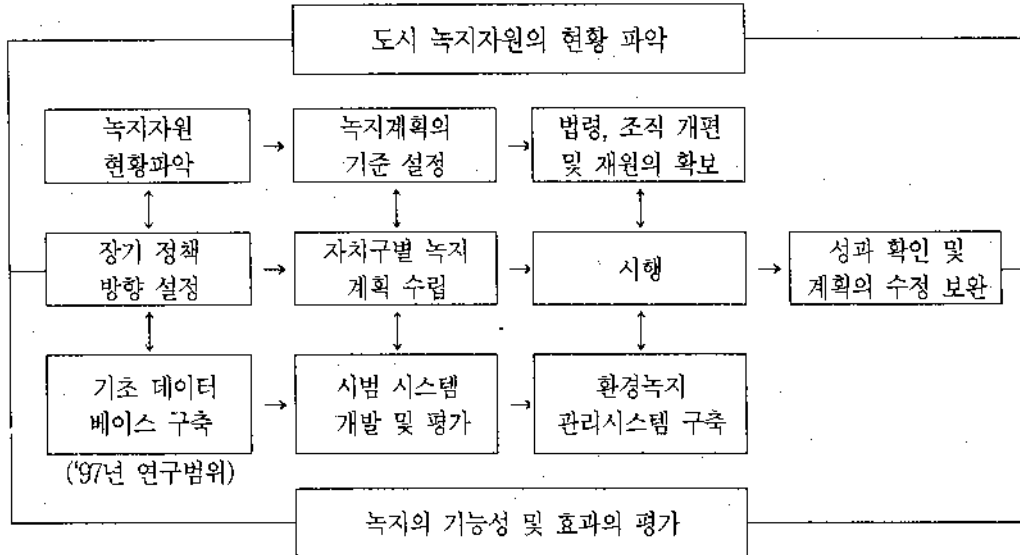 도시 녹지자원의 현황 파악
녹지자원
현황파악
→
녹지계획의
기준 설정
→
법령, 조직 개편
및 재원의 확보
장기 정책
방향 설정
→
자치구별 녹지
계획 수립
→
시행
→
성과 확인 및
계획의 수정 보완
기초 데이터
베이스 구축
→
시범 시스템
개발 및 평가
→
환경녹지
관리시스템 구축
('97년 연구범위)
녹지의 기능성 및 효과의 평가